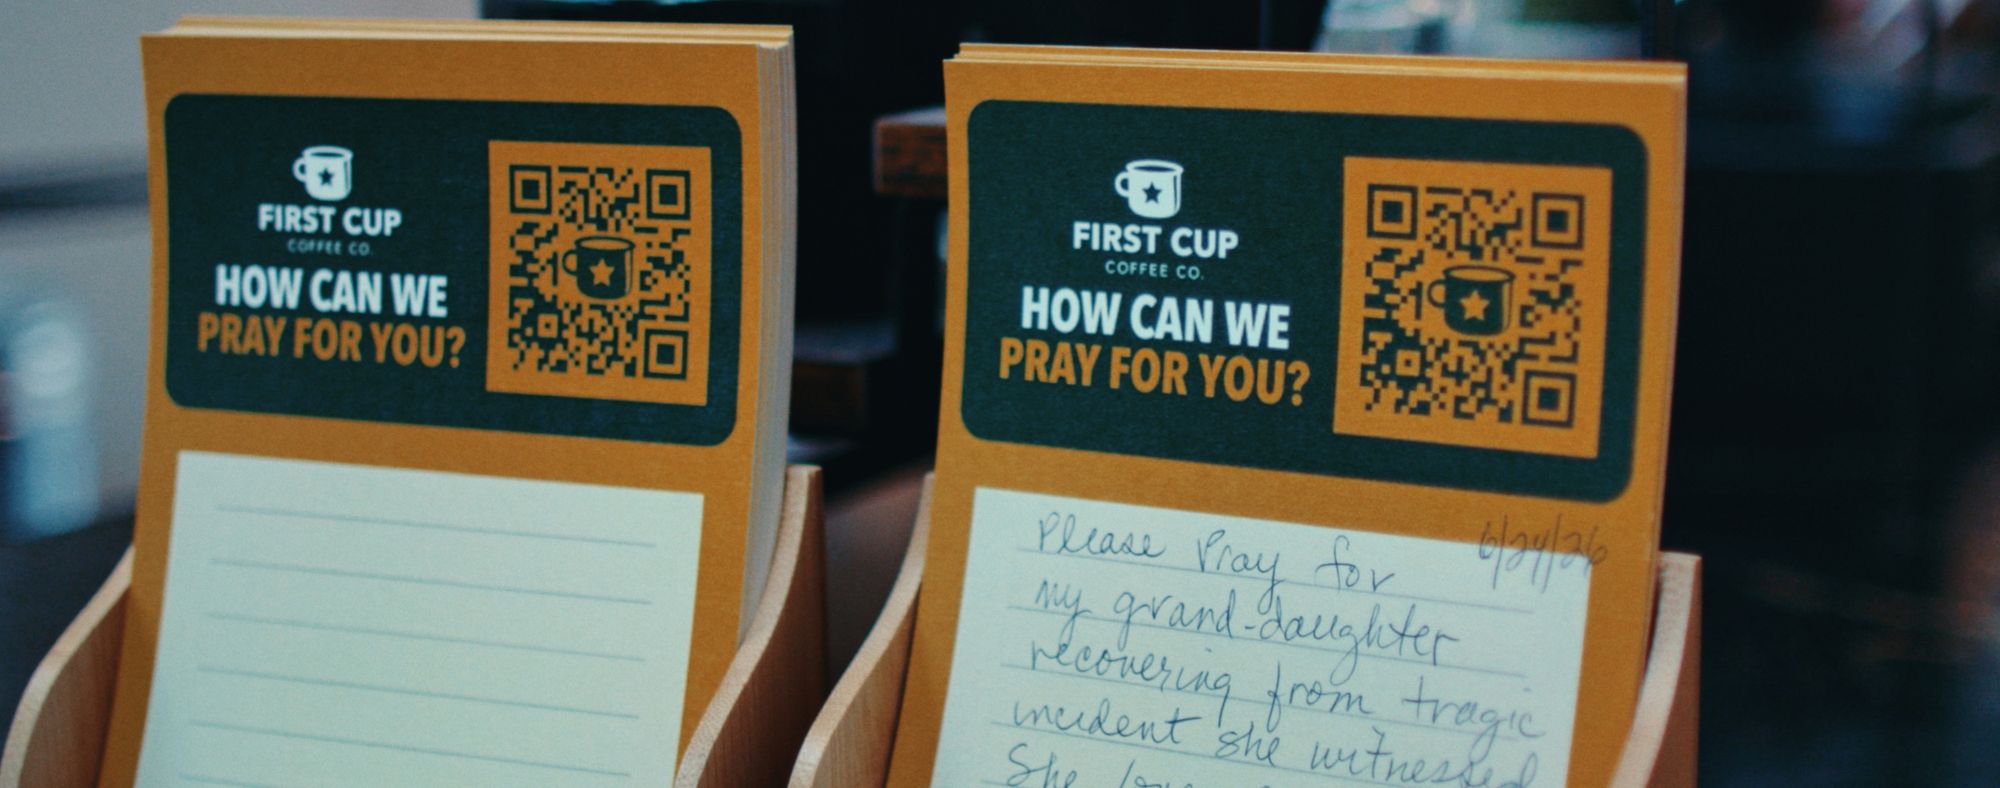 FIRST CUP
COFFEE CO.
HOW CAN WE
PRAY FOR YOU?
FIRST CUP
COFFEE CO.
HOW CAN WE
PRAY FOR YOU?
6/24/26
Please Pray for
my grand-daughter
recovering from tragic
incident she witnessed
She